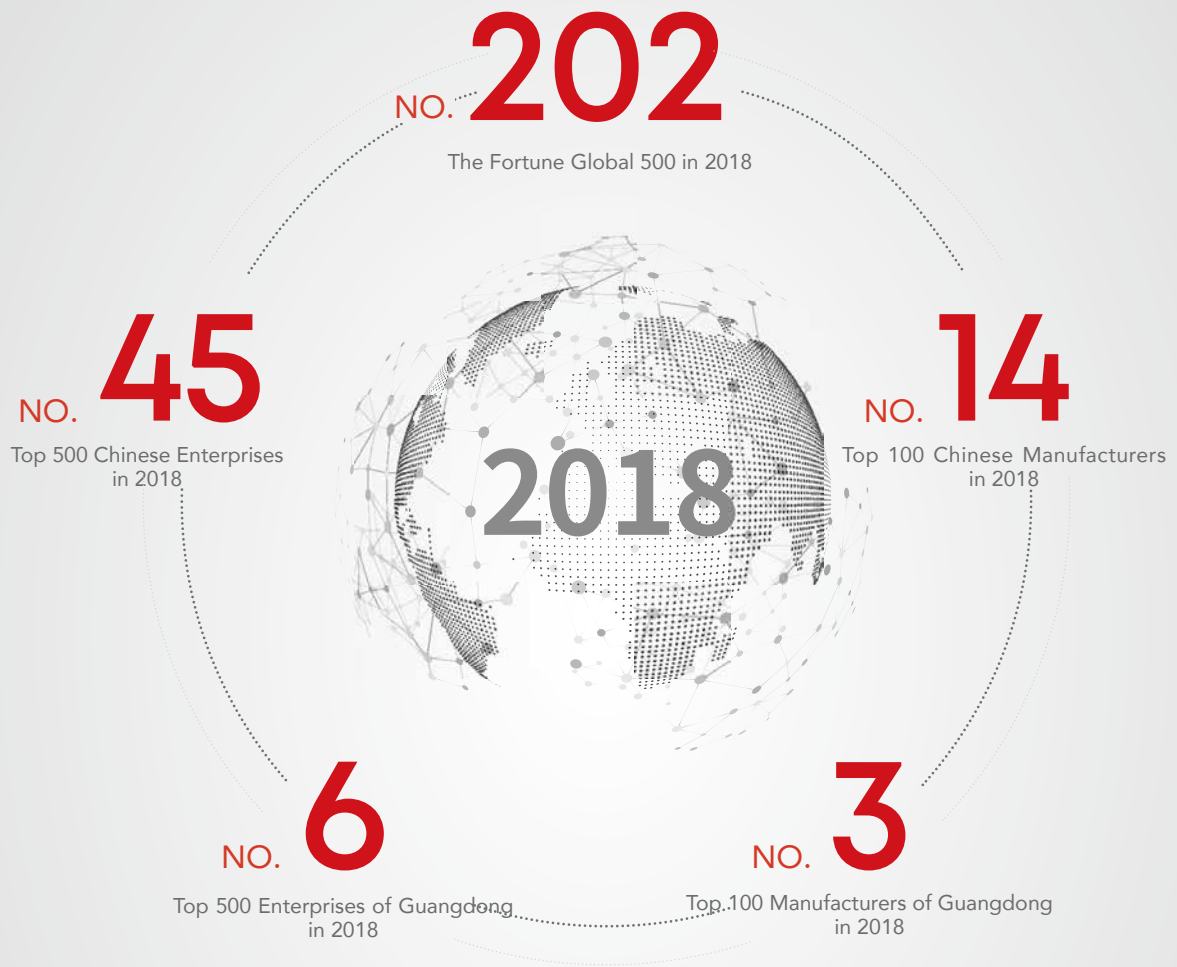 NO. 202
The Fortune Global 500 in 2018
NO. 45
Top 500 Chinese Enterprises
in 2018
NO. 14
Top 100 Chinese Manufacturers
in 2018
2018
NO. 6
Top 500 Enterprises of Guangdong
in 2018
NO. 3
Top 100 Manufacturers of Guangdong
in 2018